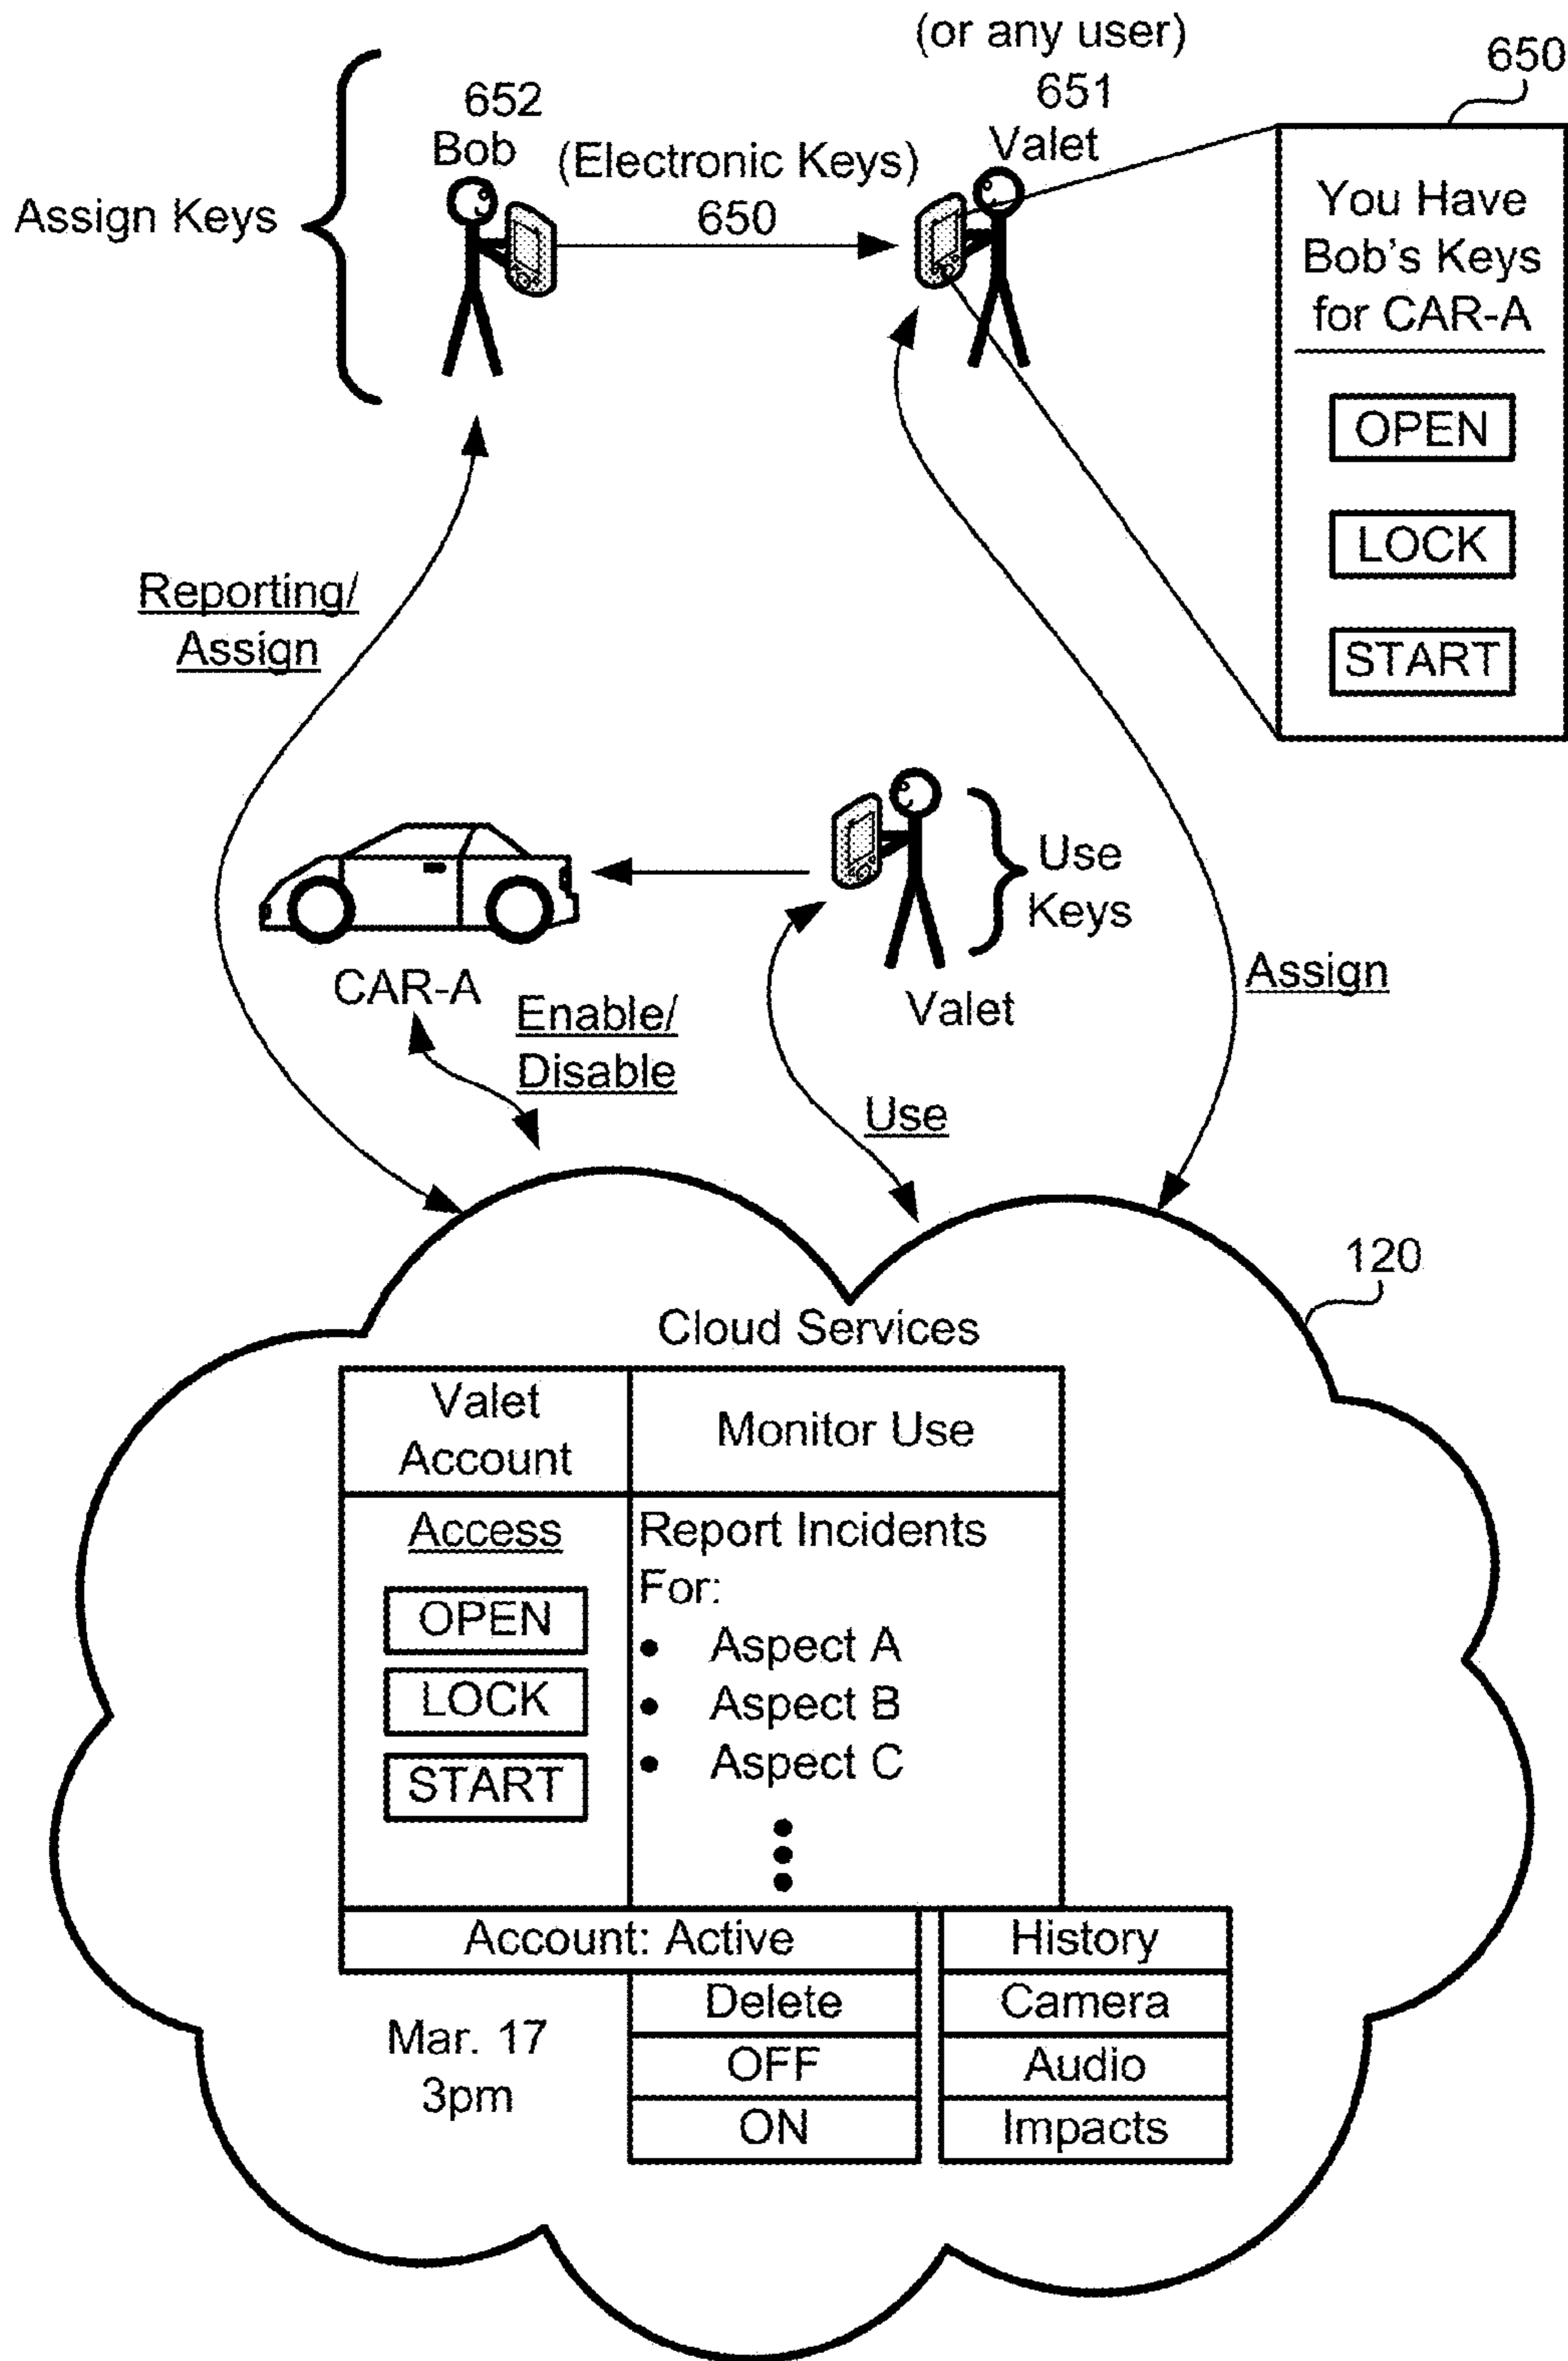 (or any user)
651
Valet
650
652
Bob
(Electronic Keys)
650
Assign Keys
You Have
Bob's Keys
for CAR-A
OPEN
LOCK
START
Reporting/
Assign
Use
Keys
Valet
CAR-A
Enable/
Disable
Assign
Use
120
Cloud Services
Valet
Account
Monitor Use
Access
OPEN
LOCK
START
Report Incidents
For:
• Aspect A
• Aspect B
• Aspect C
Account: Active
Delete
OFF
ON
History
Camera
Audio
Impacts
Mar. 17
3pm